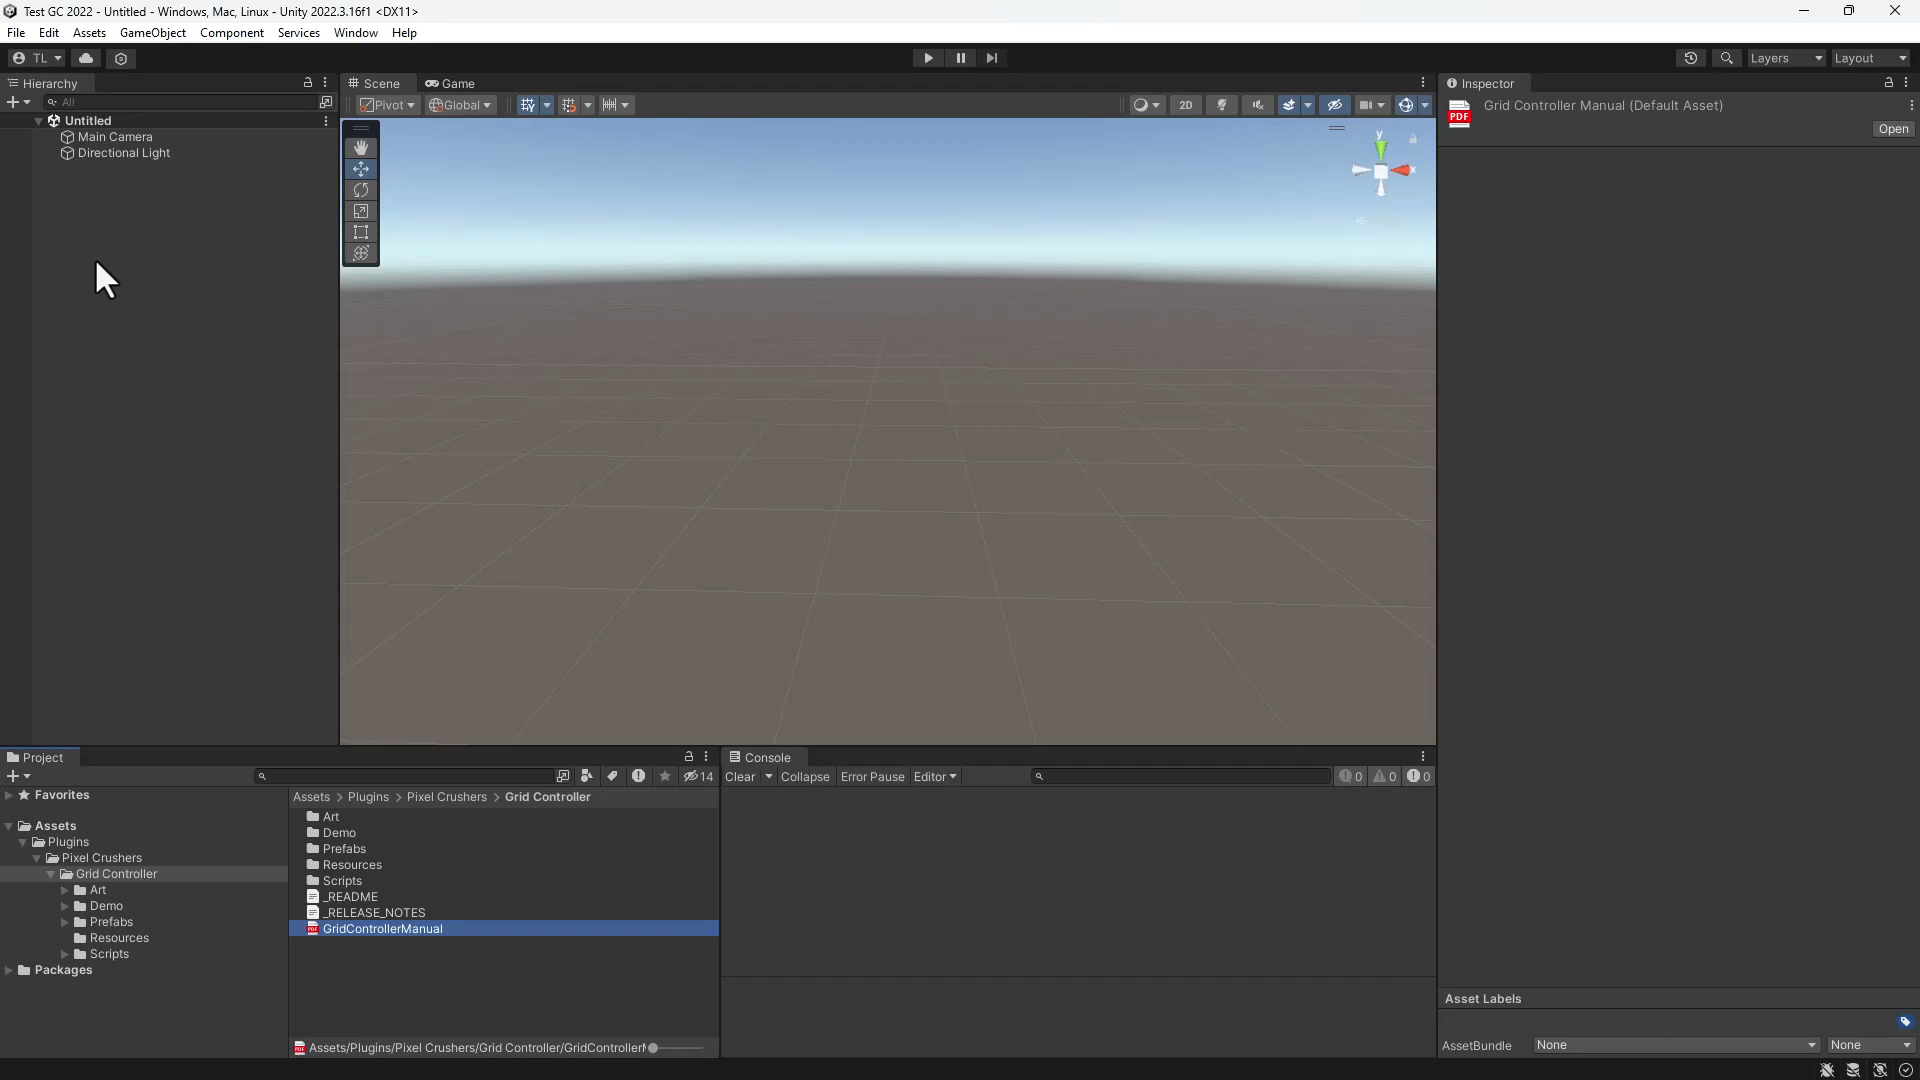 Test GC 2022 - Untitled - Windows, Mac, Linux - Unity 2022.3.16f1 <DX11>
File Edit Assets GameObject Component Services Window Help
TL Layers Layout
Hierarchy
All
Untitled
Main Camera
Directional Light
Scene Game
Pivot Global 2D
y
x
Inspector
PDF Grid Controller Manual (Default Asset)
Open
Project
14
Favorites
Assets
Plugins
Pixel Crushers
Grid Controller
Art
Demo
Prefabs
Resources
Scripts
Packages
Assets > Plugins > Pixel Crushers > Grid Controller
Art
Demo
Prefabs
Resources
Scripts
_README
_RELEASE_NOTES
GridControllerManual
Assets/Plugins/Pixel Crushers/Grid Controller/GridController
Console
Clear Collapse Error Pause Editor 0 0 0
Asset Labels
AssetBundle None None